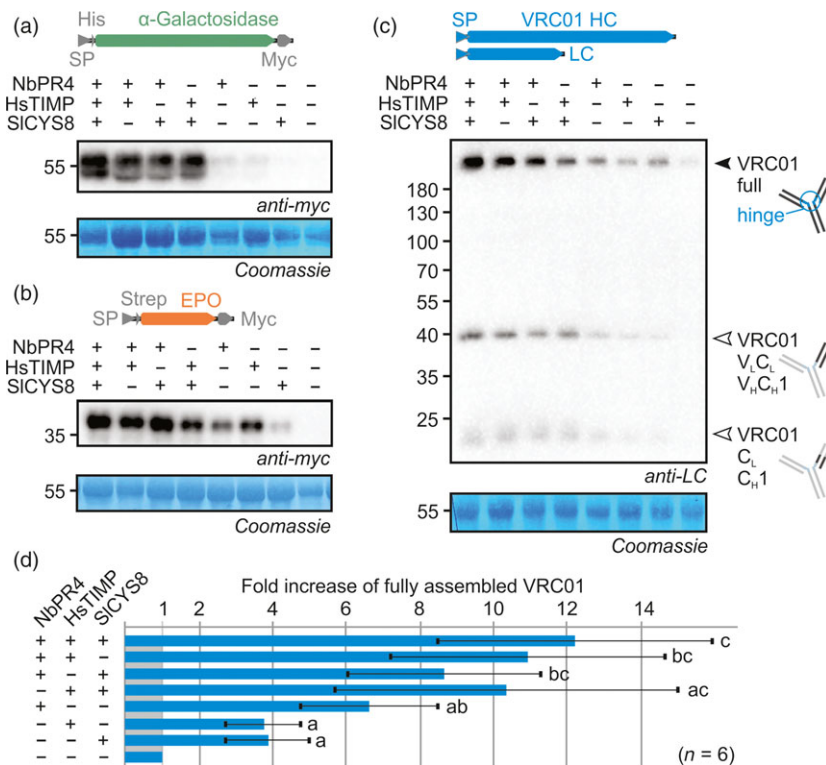 (a)
His α-Galactosidase
SP Myc
NbPR4 + + + – + – – –
HsTIMP + + – + – + – –
SlCYS8 + – + + – – + –
55
anti-myc
55
Coomassie
(b)
Strep EPO
SP Myc
NbPR4 + + + – + – – –
HsTIMP + + – + – + – –
SlCYS8 + – + + – – + –
35
anti-myc
55
Coomassie
(c)
SP VRC01 HC
LC
NbPR4 + + + – + – – –
HsTIMP + + – + – + – –
SlCYS8 + – + + – – + –
180
130
100
70
55
40
35
25
VRC01
full
hinge
VRC01
VLCL
VHCH1
VRC01
CL
CH1
anti-LC
55
Coomassie
(d)
NbPR4 HsTIMP SlCYS8
Fold increase of fully assembled VRC01
1 2 4 6 8 10 12 14
+ + + c
+ + – bc
+ – + bc
– + + ac
+ – – ab
– + – a
– – + a
– – –
(n = 6)